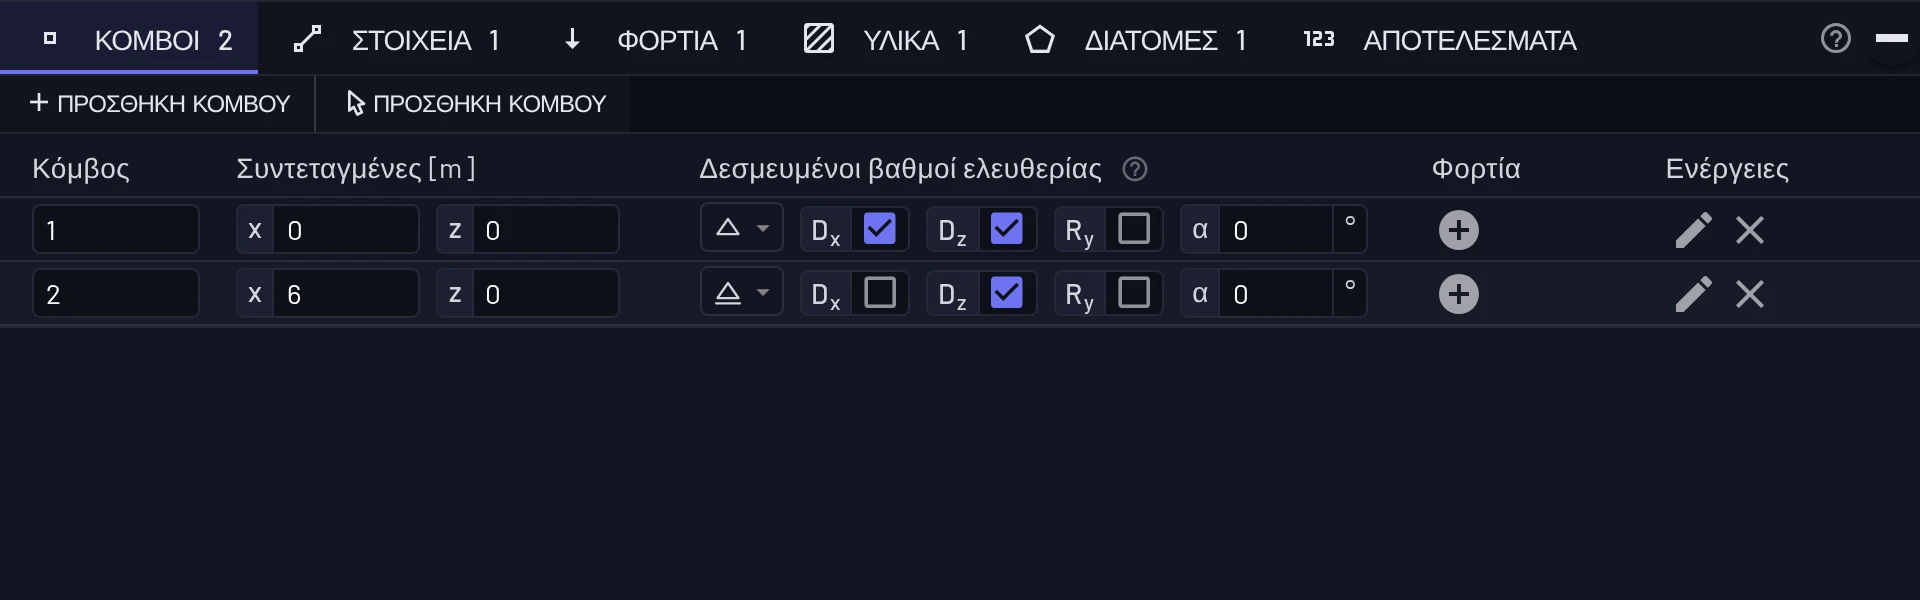 ΚΟΜΒΟΙ 2 ΣΤΟΙΧΕΙΑ 1 ΦΟΡΤΙΑ 1 ΥΛΙΚΑ 1 ΔΙΑΤΟΜΕΣ 1 123 ΑΠΟΤΕΛΕΣΜΑΤΑ
ΠΡΟΣΘΗΚΗ ΚΟΜΒΟΥ ΠΡΟΣΘΗΚΗ ΚΟΜΒΟΥ
Κόμβος Συντεταγμένες [m] Δεσμευμένοι βαθμοί ελευθερίας Φορτία Ενέργειες
1 x 0 z 0 Dx Dz Ry α 0 °
2 x 6 z 0 Dx Dz Ry α 0 °